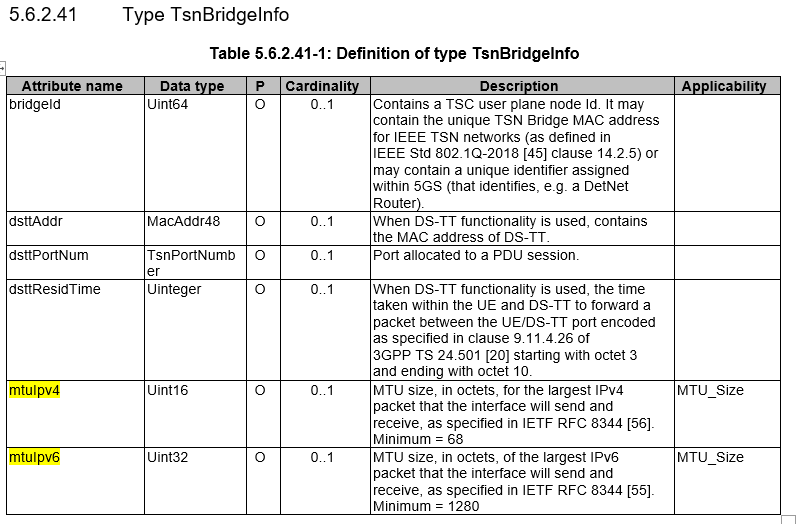 5.6.2.41 Type TsnBridgeInfo
Table 5.6.2.41-1: Definition of type TsnBridgeInfo
Attribute name Data type P Cardinality Description Applicability
bridgeId Uint64 O 0..1 Contains a TSC user plane node Id. It may
contain the unique TSN Bridge MAC address
for IEEE TSN networks (as defined in
IEEE Std 802.1Q-2018 [45] clause 14.2.5) or
may contain a unique identifier assigned
within 5GS (that identifies, e.g. a DetNet
Router).
dsttAddr MacAddr48 O 0..1 When DS-TT functionality is used, contains
the MAC address of DS-TT.
dsttPortNum TsnPortNumb O 0..1 Port allocated to a PDU session.
er
dsttResidTime Uinteger O 0..1 When DS-TT functionality is used, the time
taken within the UE and DS-TT to forward a
packet between the UE/DS-TT port encoded
as specified in clause 9.11.4.26 of
3GPP TS 24.501 [20] starting with octet 3
and ending with octet 10.
mtuIpv4 Uint16 O 0..1 MTU size, in octets, for the largest IPv4 MTU_Size
packet that the interface will send and
receive, as specified in IETF RFC 8344 [56].
Minimum = 68
mtuIpv6 Uint32 O 0..1 MTU size, in octets, of the largest IPv6 MTU_Size
packet that the interface will send and
receive, as specified in IETF RFC 8344 [55].
Minimum = 1280